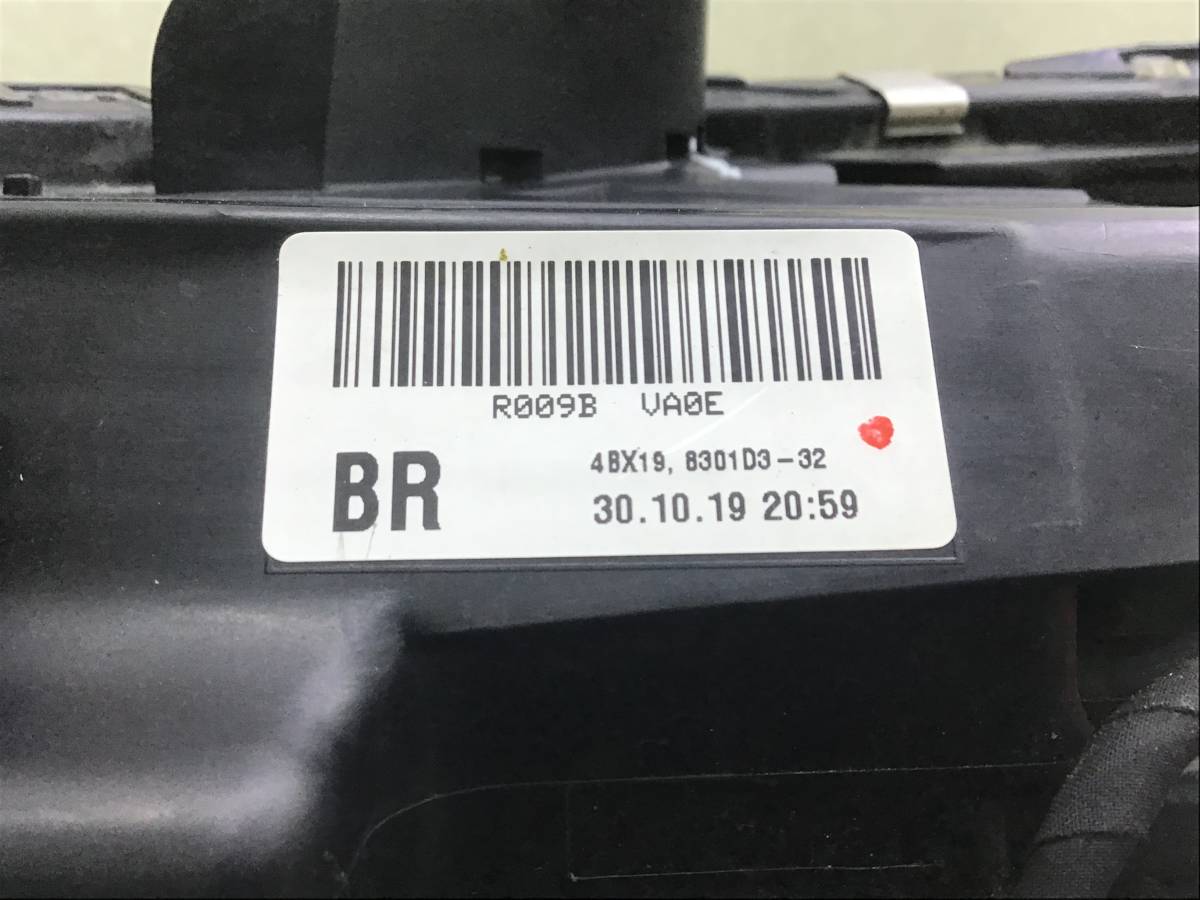 R009B VA0E
BR
4BX19, 8301D3-32
30.10.19 20:59